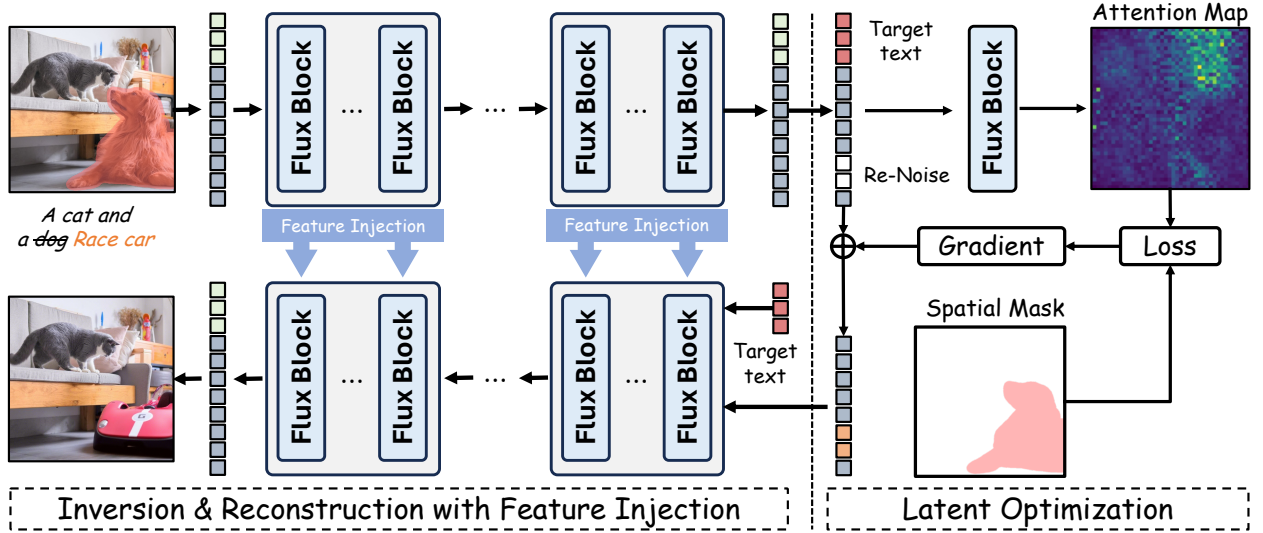 Flux Block
...
Flux Block
...
Flux Block
...
Flux Block
Target
text
Flux Block
Attention Map
Re-Noise
A cat and
a dog Race car
Feature Injection
Feature Injection
Gradient
Loss
Flux Block
...
Flux Block
...
Flux Block
...
Flux Block
Target
text
Spatial Mask
G
Inversion & Reconstruction with Feature Injection
Latent Optimization